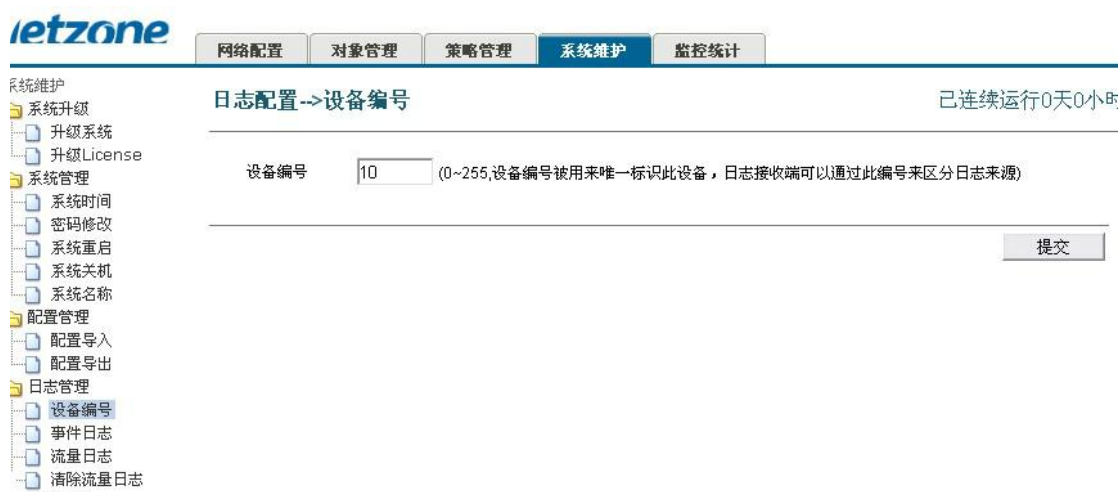 etzone
网络配置 对象管理 策略管理 系统维护 监控统计
系统维护
系统升级
升级系统
升级License
系统管理
系统时间
密码修改
系统重启
系统关机
系统名称
配置管理
配置导入
配置导出
日志管理
设备编号
事件日志
流量日志
清除流量日志
日志配置-->设备编号
已连续运行0天0小时
设备编号 10 (0~255,设备编号被用来唯一标识此设备，日志接收端可以通过此编号来区分日志来源)
提交